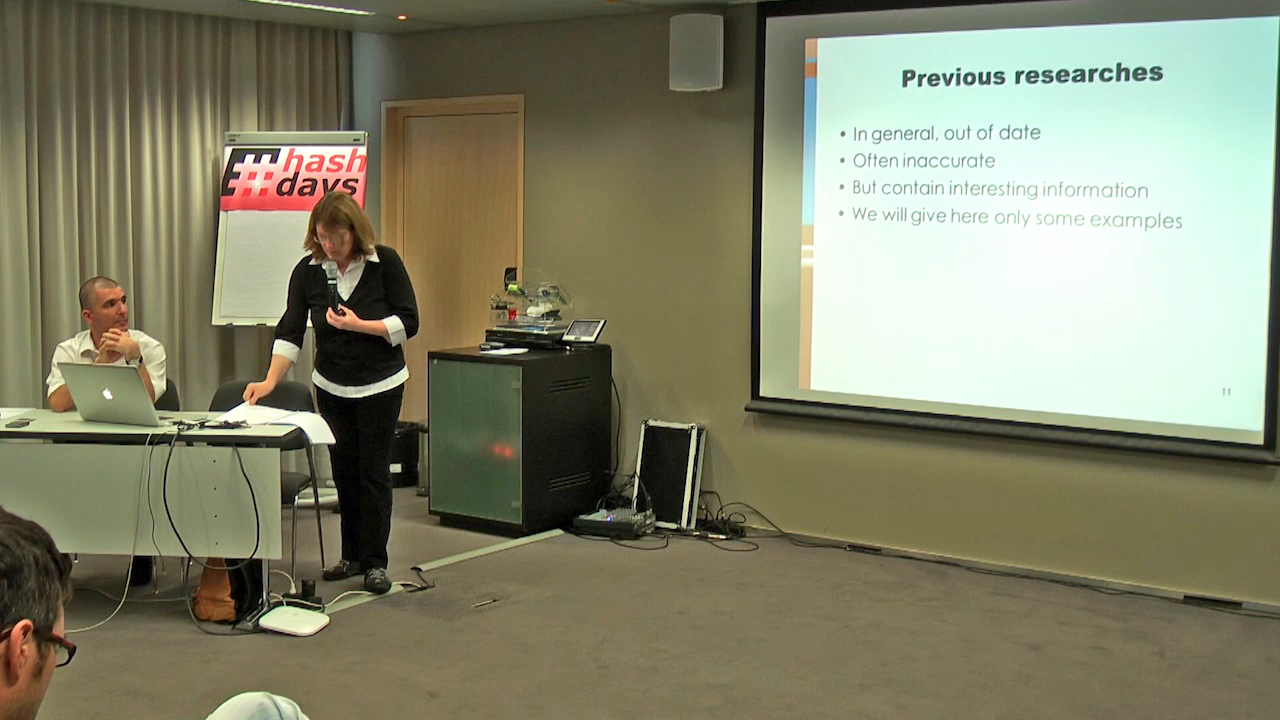 hash
days
Previous researches
• In general, out of date
• Often inaccurate
• But contain interesting information
• We will give here only some examples
11